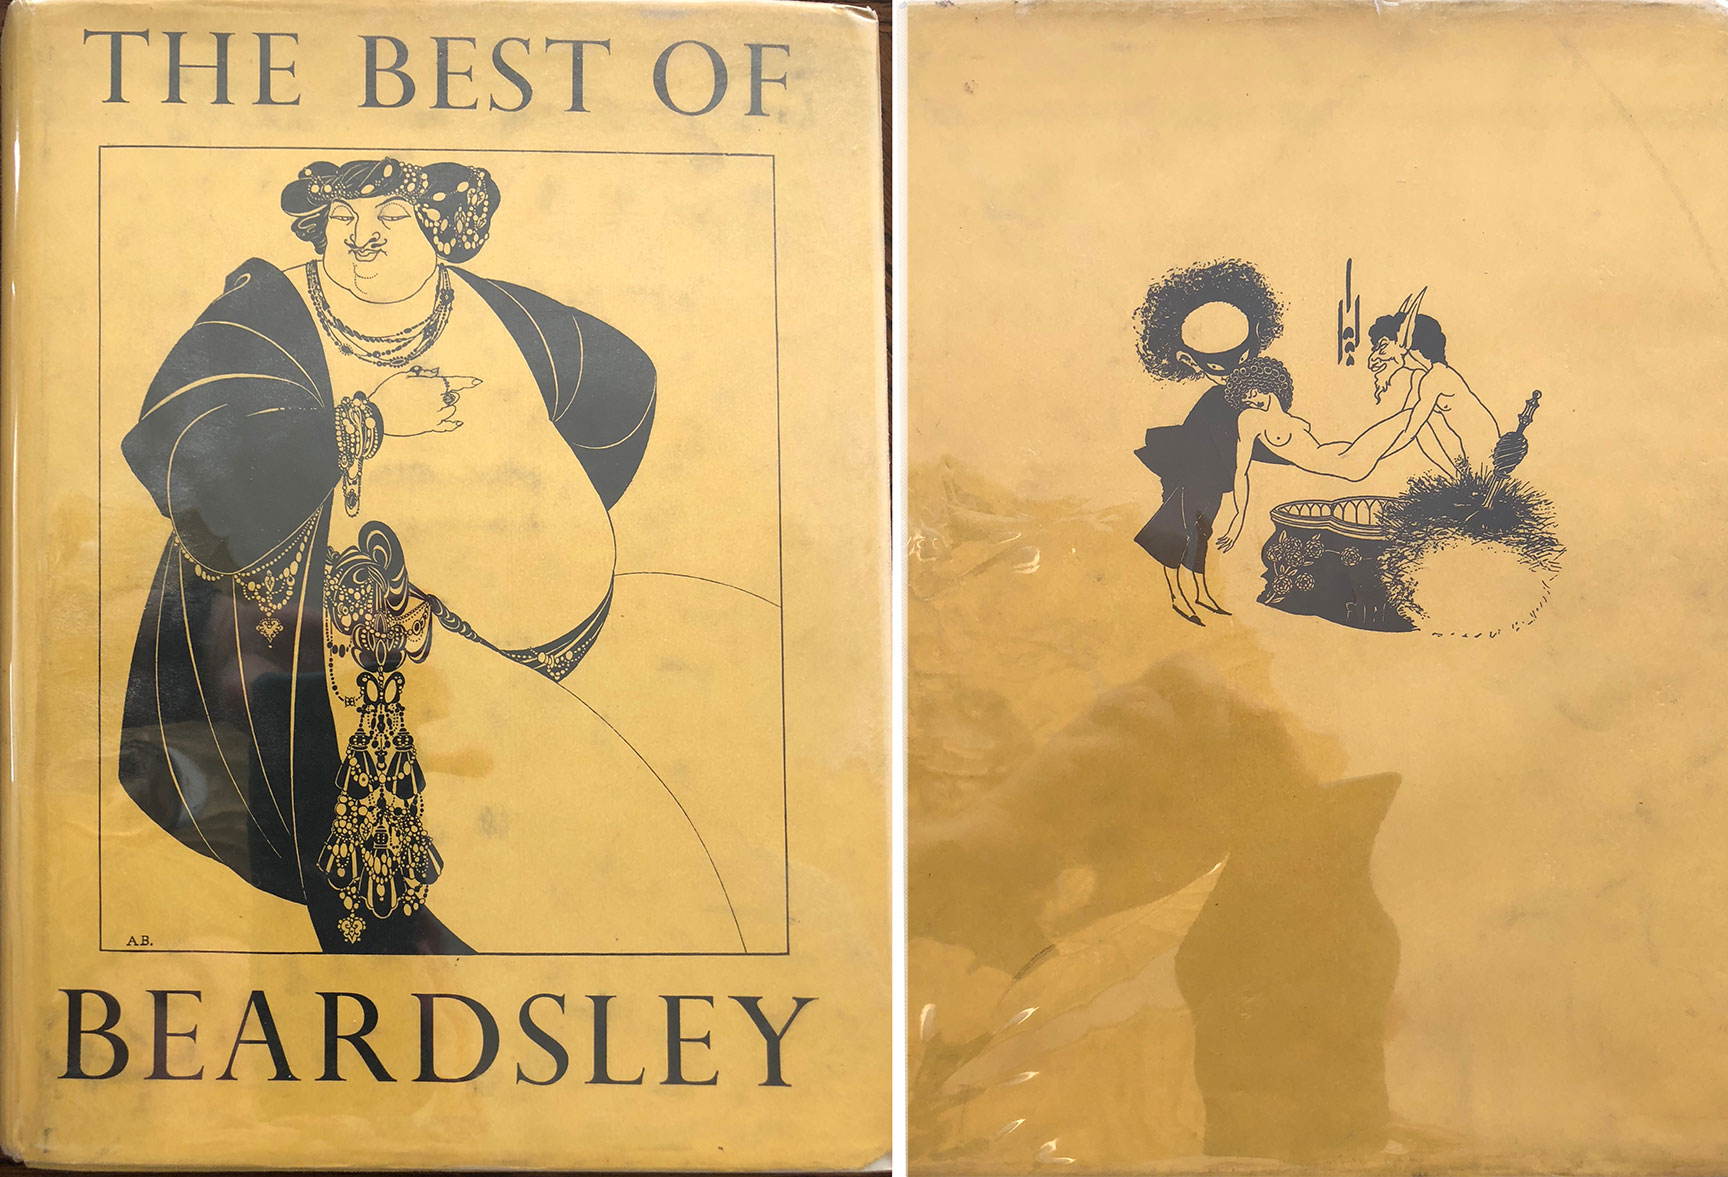 THE BEST OF
A.B.
BEARDSLEY